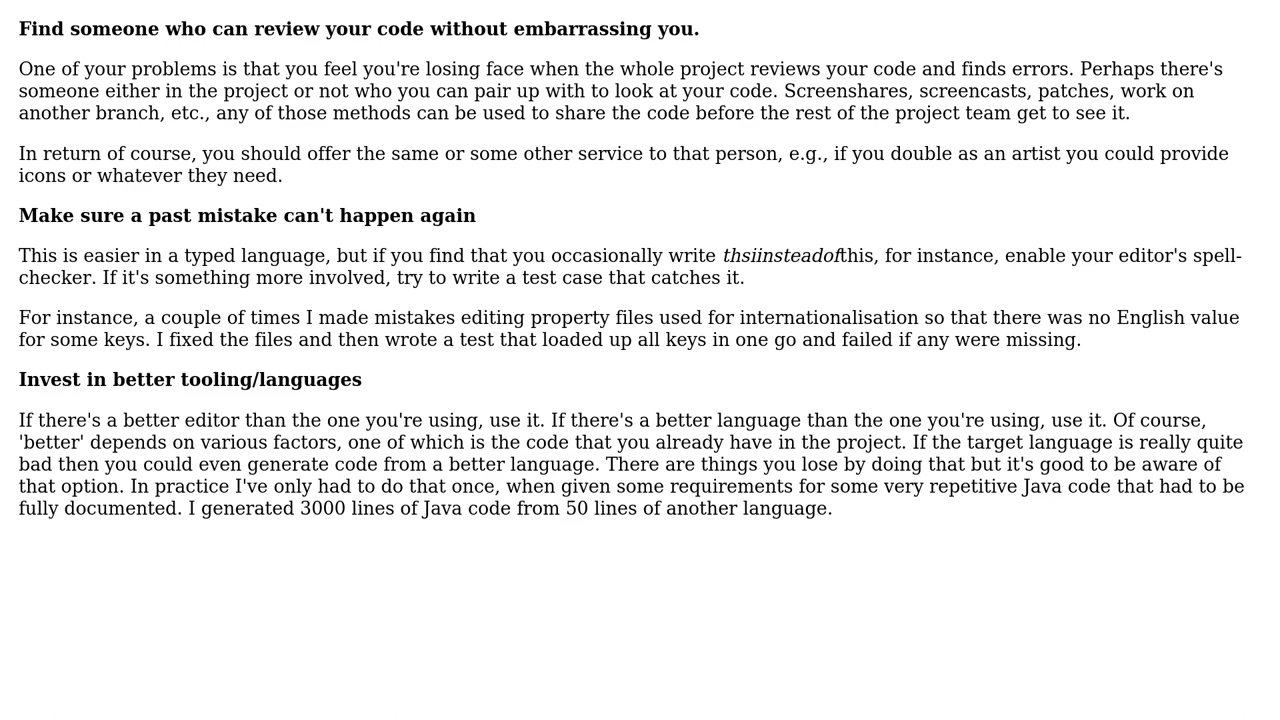 Find someone who can review your code without embarrassing you.
One of your problems is that you feel you're losing face when the whole project reviews your code and finds errors. Perhaps there's
someone either in the project or not who you can pair up with to look at your code. Screenshares, screencasts, patches, work on
another branch, etc., any of those methods can be used to share the code before the rest of the project team get to see it.
In return of course, you should offer the same or some other service to that person, e.g., if you double as an artist you could provide
icons or whatever they need.
Make sure a past mistake can't happen again
This is easier in a typed language, but if you find that you occasionally write thsiinsteadofthis, for instance, enable your editor's spell-
checker. If it's something more involved, try to write a test case that catches it.
For instance, a couple of times I made mistakes editing property files used for internationalisation so that there was no English value
for some keys. I fixed the files and then wrote a test that loaded up all keys in one go and failed if any were missing.
Invest in better tooling/languages
If there's a better editor than the one you're using, use it. If there's a better language than the one you're using, use it. Of course,
'better' depends on various factors, one of which is the code that you already have in the project. If the target language is really quite
bad then you could even generate code from a better language. There are things you lose by doing that but it's good to be aware of
that option. In practice I've only had to do that once, when given some requirements for some very repetitive Java code that had to be
fully documented. I generated 3000 lines of Java code from 50 lines of another language.